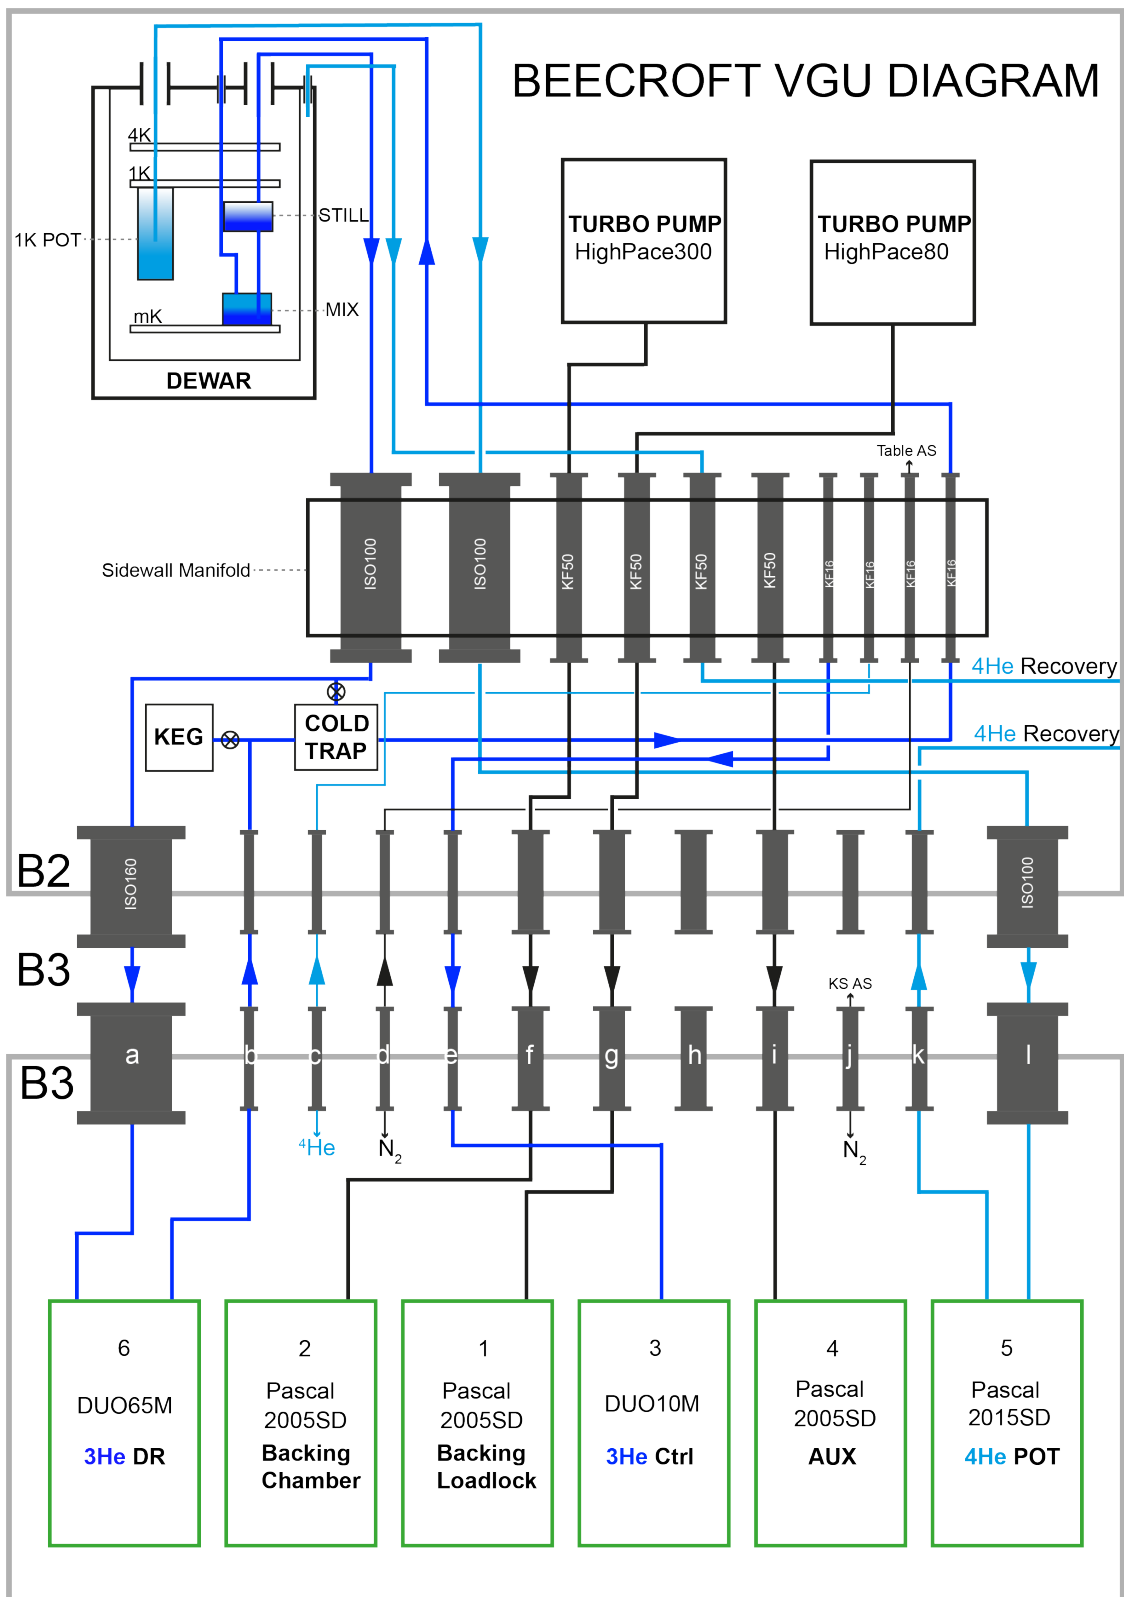 BEECROFT VGU DIAGRAM
4K
1K
STILL
1K POT
MIX
mK
DEWAR
TURBO PUMP
HighPace300
TURBO PUMP
HighPace80
Table AS
Sidewall Manifold
ISO100
ISO100
KF50
KF50
KF50
KF50
KF16
KF16
KF16
KF16
4He Recovery
4He Recovery
KEG
COLD
TRAP
B2
ISO160
ISO100
B3
KS AS
B3
a
b
c
d
e
f
g
h
i
j
k
l
4He
N2
N2
6
DUO65M
3He DR
2
Pascal
2005SD
Backing
Chamber
1
Pascal
2005SD
Backing
Loadlock
3
DUO10M
3He Ctrl
4
Pascal
2005SD
AUX
5
Pascal
2015SD
4He POT